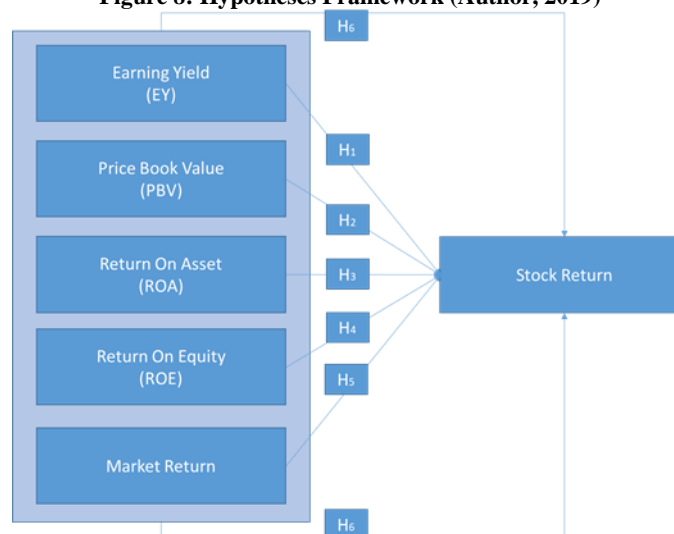 Figure 8: Hypotheses Framework (Author, 2019)
H₆
Earning Yield
(EY)
H₁
Price Book Value
(PBV)
H₂
Return On Asset
(ROA)
H₃
Stock Return
Return On Equity
(ROE)
H₄
H₅
Market Return
H₆